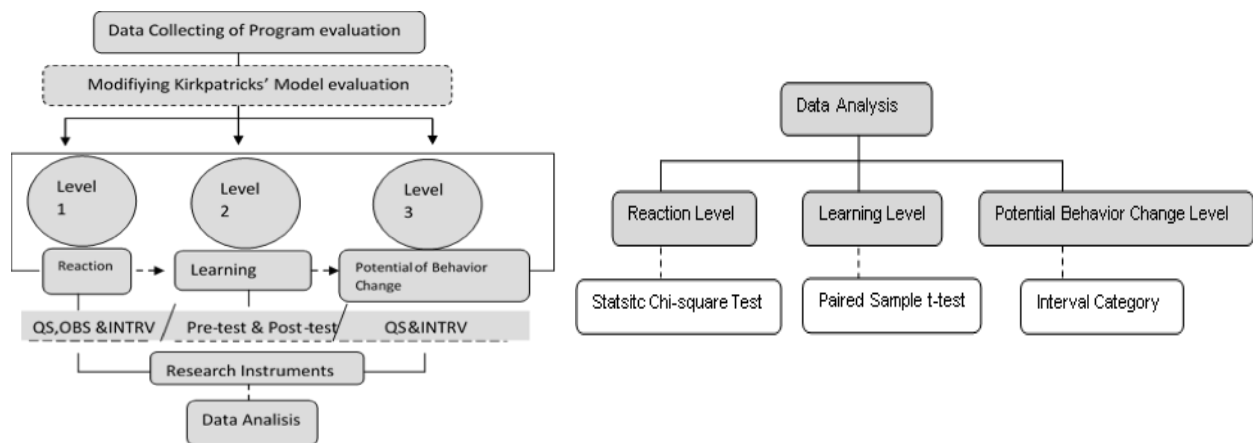 Data Collecting of Program evaluation
Modifiying Kirkpatricks’ Model evaluation
Level
1
Level
2
Level
3
Reaction
Learning
Potential of Behavior
Change
QS,OBS &INTRV
Pre-test & Post-test
QS&INTRV
Research Instruments
Data Analisis
Data Analysis
Reaction Level
Learning Level
Potential Behavior Change Level
Statsitc Chi-square Test
Paired Sample t-test
Interval Category